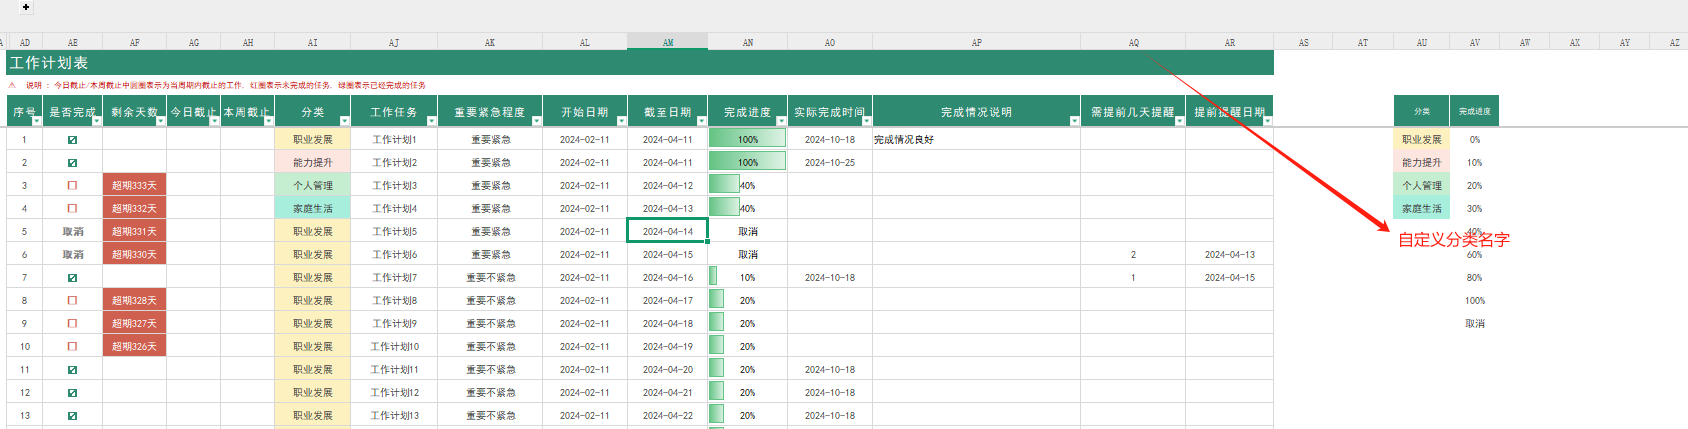 A AD AE AF AG AH AI AJ AK AL AM AN AO AP AQ AR AS AT AU AV AW AX AY AZ
工作计划表
⚠ 说明 : 今日截止/本周截止中圆圈表示为当周期内截止的工作, 红圈表示未完成的任务, 绿圈表示已经完成的任务
序号 是否完成 剩余天数 今日截止 本周截止 分类 工作任务 重要紧急程度 开始日期 截至日期 完成进度 实际完成时间 完成情况说明 需提前几天提醒 提前提醒日期 分类 完成进度
1 职业发展 工作计划1 重要紧急 2024-02-11 2024-04-11 100% 2024-10-18 完成情况良好 职业发展 0%
2 能力提升 工作计划2 重要紧急 2024-02-11 2024-04-11 100% 2024-10-25 能力提升 10%
3 超期333天 个人管理 工作计划3 重要紧急 2024-02-11 2024-04-12 40% 个人管理 20%
4 超期332天 家庭生活 工作计划4 重要紧急 2024-02-11 2024-04-13 40% 家庭生活 30%
5 取消 超期331天 职业发展 工作计划5 重要紧急 2024-02-11 2024-04-14 取消 40%
自定义分类名字
6 取消 超期330天 职业发展 工作计划6 重要紧急 2024-02-11 2024-04-15 取消 2 2024-04-13 60%
7 职业发展 工作计划7 重要不紧急 2024-02-11 2024-04-16 10% 2024-10-18 1 2024-04-15 80%
8 超期328天 职业发展 工作计划8 重要不紧急 2024-02-11 2024-04-17 20% 100%
9 超期327天 职业发展 工作计划9 重要不紧急 2024-02-11 2024-04-18 20% 取消
10 超期326天 职业发展 工作计划10 重要不紧急 2024-02-11 2024-04-19 20%
11 职业发展 工作计划11 重要不紧急 2024-02-11 2024-04-20 20% 2024-10-18
12 职业发展 工作计划12 重要不紧急 2024-02-11 2024-04-21 20% 2024-10-18
13 职业发展 工作计划13 重要不紧急 2024-02-11 2024-04-22 20% 2024-10-18